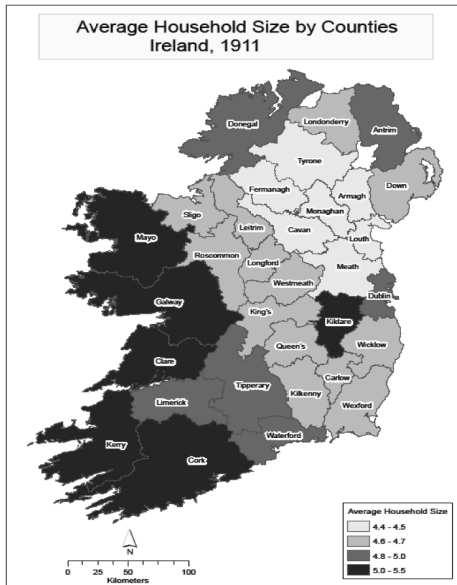 Average Household Size by Counties
Ireland, 1911
Donegal
Londonderry
Antrim
Tyrone
Fermanagh
Armagh
Down
Monaghan
Sligo
Leitrim
Cavan
Louth
Mayo
Roscommon
Longford
Meath
Westmeath
Galway
Dublin
King's
Kildare
Queen's
Wicklow
Clare
Carlow
Tipperary
Kilkenny
Limerick
Wexford
Waterford
Kerry
Cork
Average Household Size
4.4 - 4.5
4.6 - 4.7
4.8 - 5.0
5.0 - 5.5
N
0 25 50 100
Kilometers